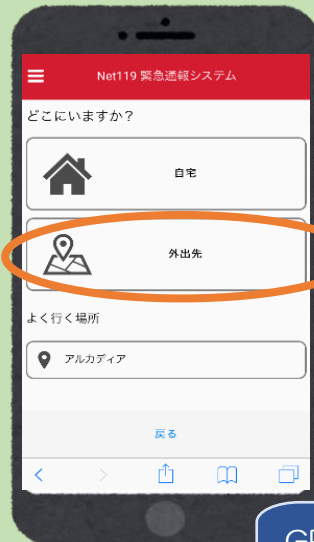 Net119 緊急通報システム
どこにいますか?
自宅
外出先
よく行く場所
アルカディア
戻る